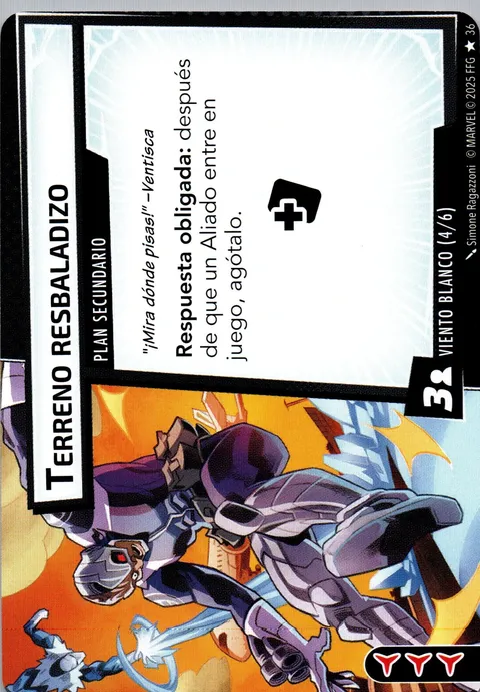 TERRENO RESBALADIZO
PLAN SECUNDARIO
"¡Mira dónde pisas!" –Ventisca
Respuesta obligada: después
de que un Aliado entre en
juego, agótalo.
3
VIENTO BLANCO (4/6)
Simone Ragazzoni © MARVEL © 2025 FFG ★ 36